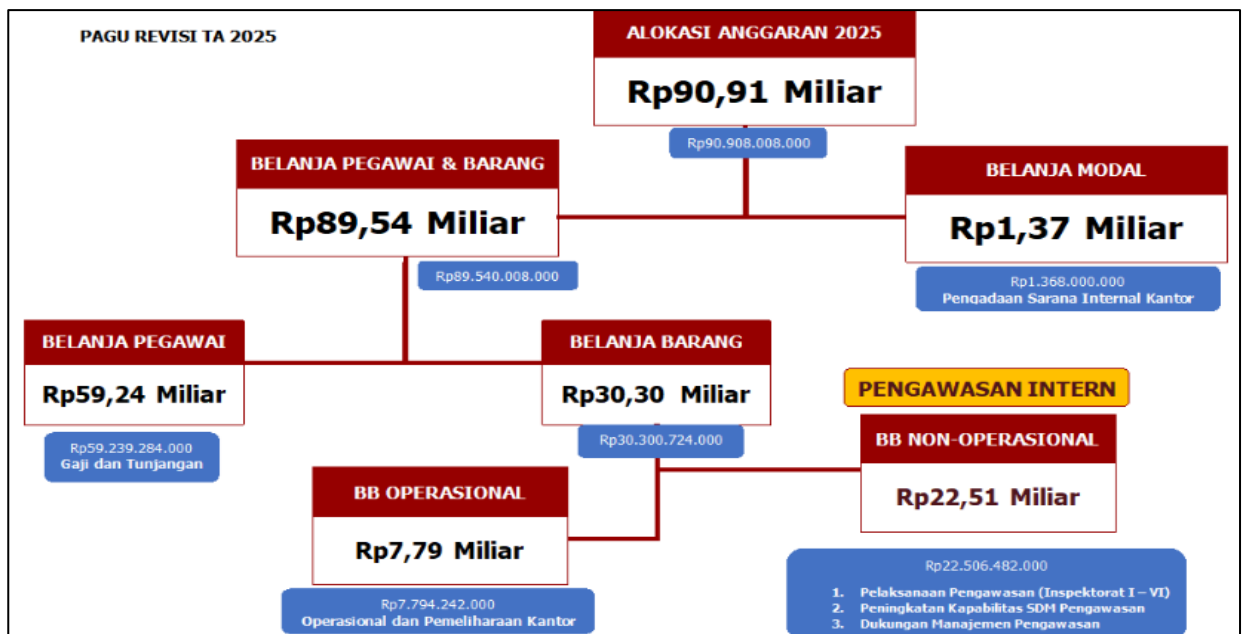 PAGU REVISI TA 2025
ALOKASI ANGGARAN 2025
Rp90,91 Miliar
Rp90.908.008.000
BELANJA PEGAWAI & BARANG
Rp89,54 Miliar
Rp89.540.008.000
BELANJA MODAL
Rp1,37 Miliar
Rp1.368.000.000
Pengadaan Sarana Internal Kantor
BELANJA PEGAWAI
Rp59,24 Miliar
Rp59.239.284.000
Gaji dan Tunjangan
BELANJA BARANG
Rp30,30 Miliar
Rp30.300.724.000
PENGAWASAN INTERN
BB NON-OPERASIONAL
Rp22,51 Miliar
Rp22.506.482.000
1. Pelaksanaan Pengawasan (Inspektorat I – VI)
2. Peningkatan Kapabilitas SDM Pengawasan
3. Dukungan Manajemen Pengawasan
BB OPERASIONAL
Rp7,79 Miliar
Rp7.794.242.000
Operasional dan Pemeliharaan Kantor